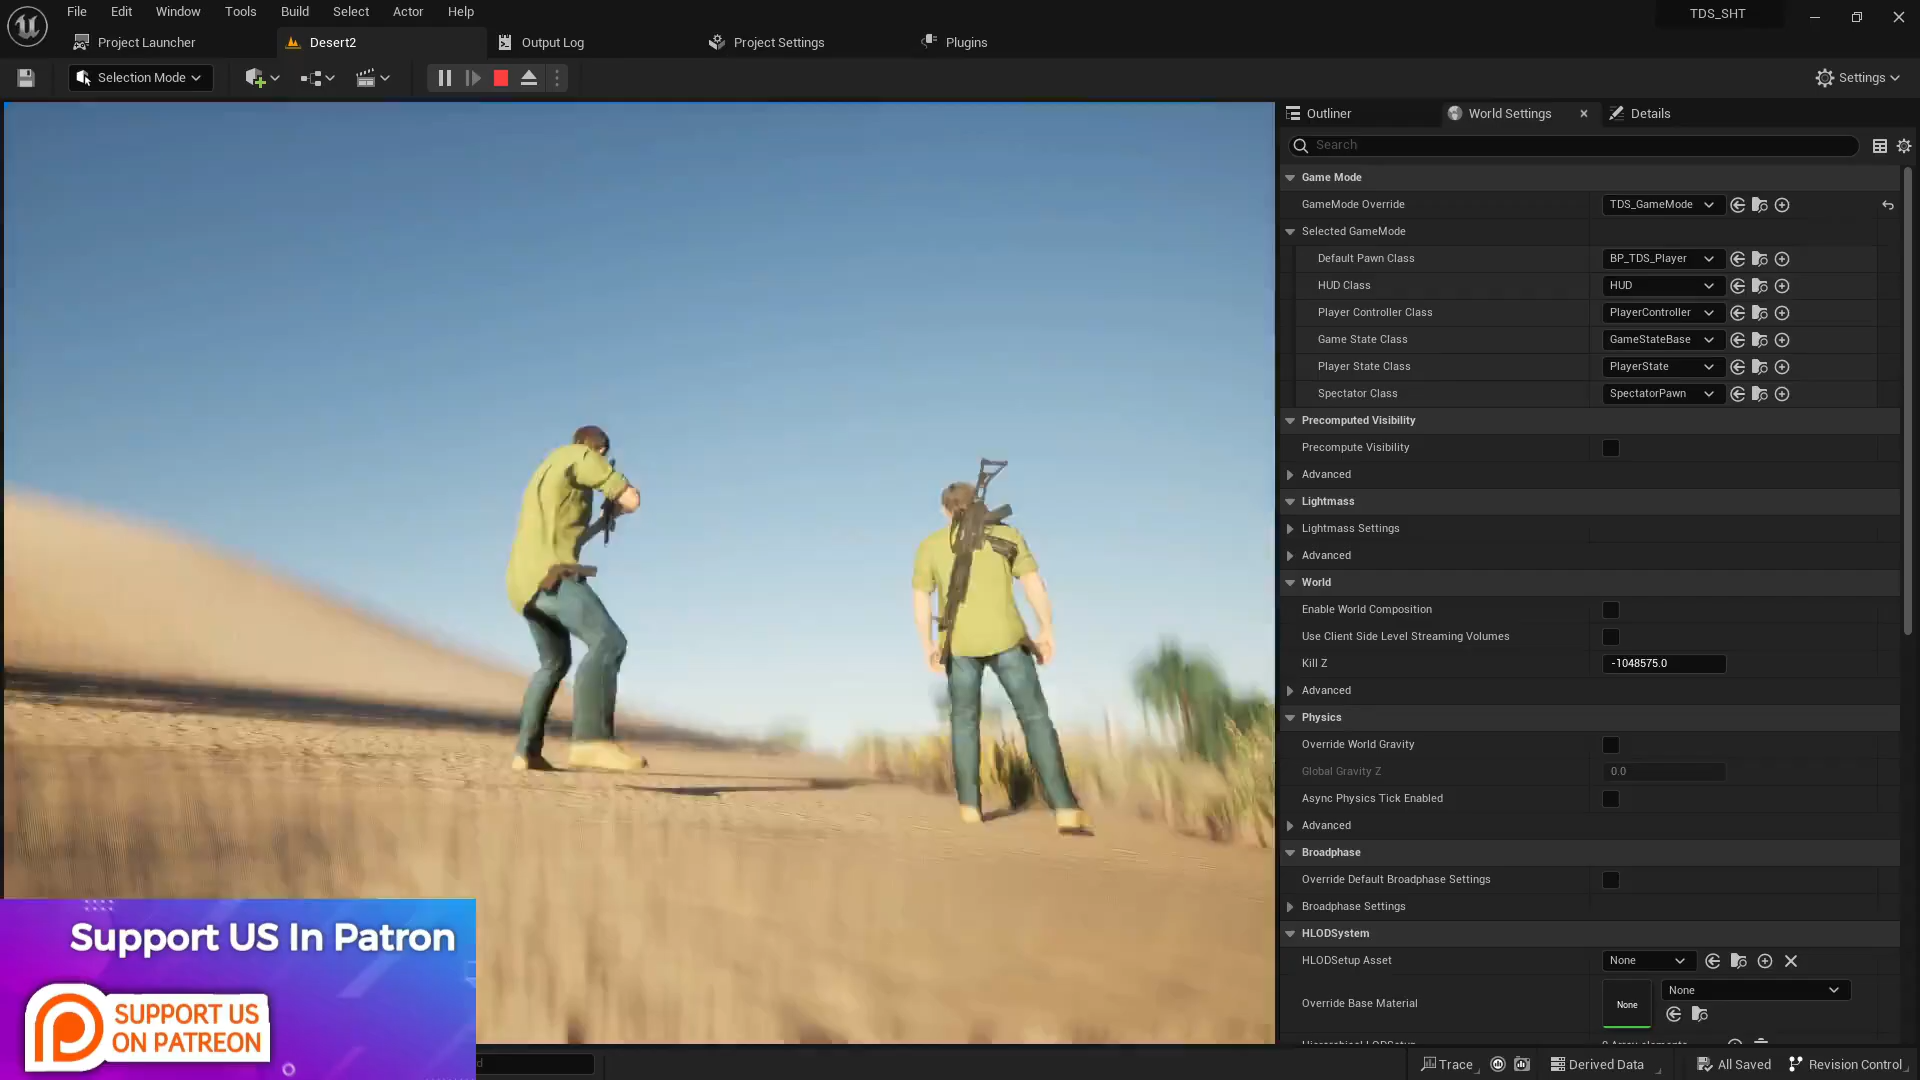 File Edit Window Tools Build Select Actor Help
TDS_SHT
Project Launcher
Desert2
Output Log
Project Settings
Plugins
Selection Mode
Settings
Outliner
World Settings
Details
Search
Game Mode
GameMode Override TDS_GameMode
Selected GameMode
Default Pawn Class BP_TDS_Player
HUD Class HUD
Player Controller Class PlayerController
Game State Class GameStateBase
Player State Class PlayerState
Spectator Class SpectatorPawn
Precomputed Visibility
Precompute Visibility
Advanced
Lightmass
Lightmass Settings
Advanced
World
Enable World Composition
Use Client Side Level Streaming Volumes
Kill Z -1048575.0
Advanced
Physics
Override World Gravity
Global Gravity Z 0.0
Async Physics Tick Enabled
Advanced
Broadphase
Override Default Broadphase Settings
Broadphase Settings
HLODSystem
HLODSetup Asset None
Override Base Material None None
Support US In Patron
SUPPORT US
ON PATREON
Trace
Derived Data
All Saved
Revision Control